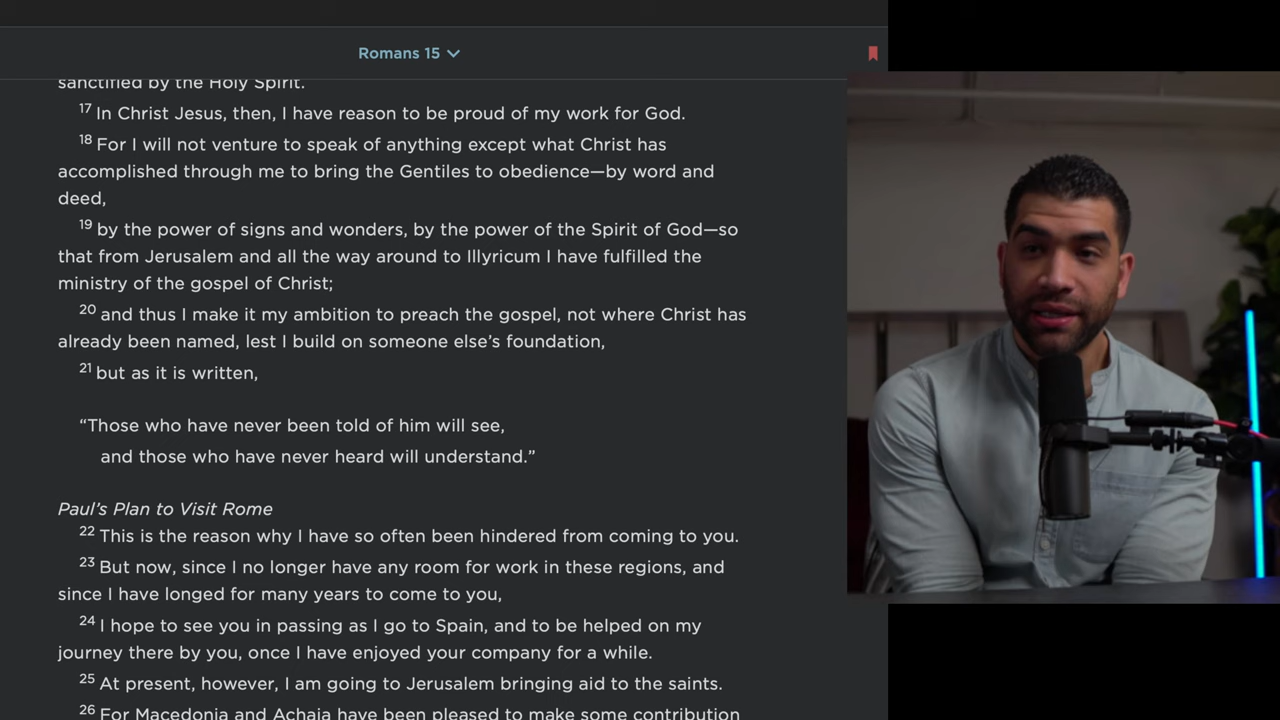 Romans 15
sanctified by the Holy Spirit.
17 In Christ Jesus, then, I have reason to be proud of my work for God.
18 For I will not venture to speak of anything except what Christ has
accomplished through me to bring the Gentiles to obedience—by word and
deed,
19 by the power of signs and wonders, by the power of the Spirit of God—so
that from Jerusalem and all the way around to Illyricum I have fulfilled the
ministry of the gospel of Christ;
20 and thus I make it my ambition to preach the gospel, not where Christ has
already been named, lest I build on someone else’s foundation,
21 but as it is written,
“Those who have never been told of him will see,
and those who have never heard will understand.”
Paul’s Plan to Visit Rome
22 This is the reason why I have so often been hindered from coming to you.
23 But now, since I no longer have any room for work in these regions, and
since I have longed for many years to come to you,
24 I hope to see you in passing as I go to Spain, and to be helped on my
journey there by you, once I have enjoyed your company for a while.
25 At present, however, I am going to Jerusalem bringing aid to the saints.
26 For Macedonia and Achaia have been pleased to make some contribution